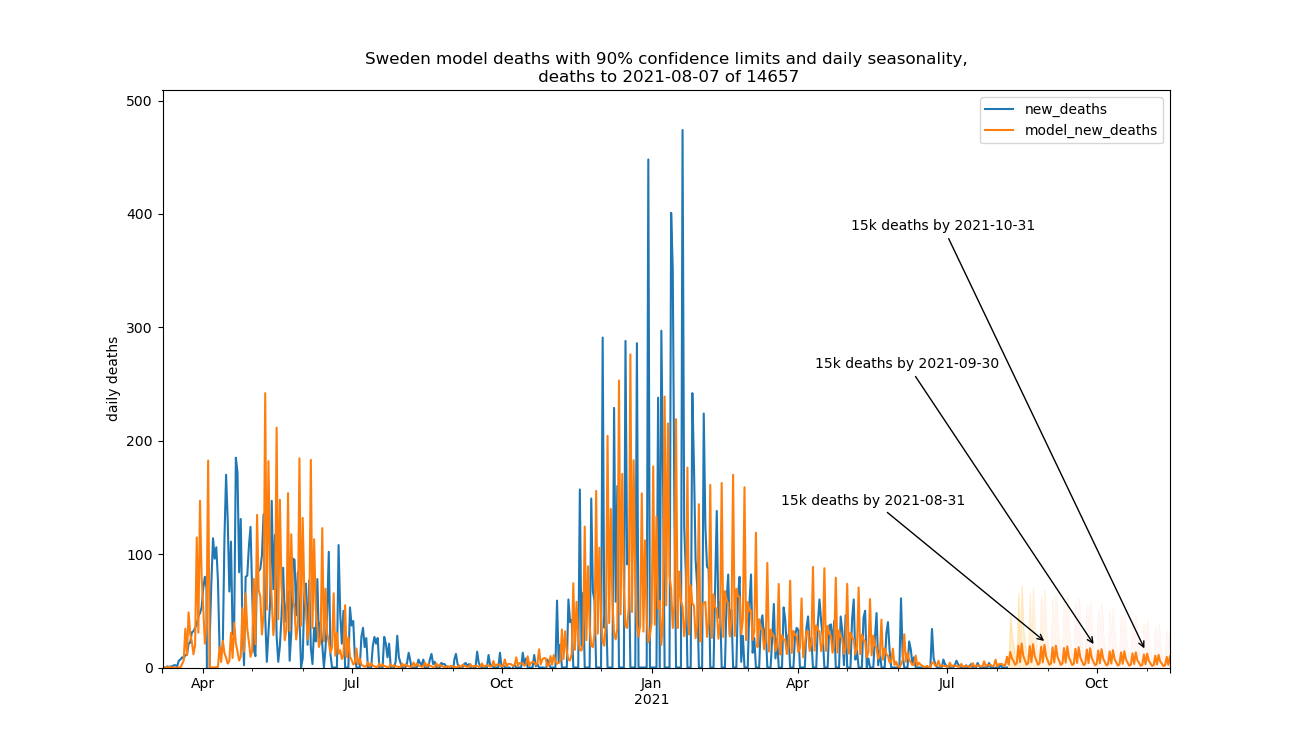 Sweden model deaths with 90% confidence limits and daily seasonality,
deaths to 2021-08-07 of 14657
new_deaths
model_new_deaths
500
400
300
200
100
0
daily deaths
15k deaths by 2021-10-31
15k deaths by 2021-09-30
15k deaths by 2021-08-31
Apr
Jul
Oct
Jan
2021
Apr
Jul
Oct